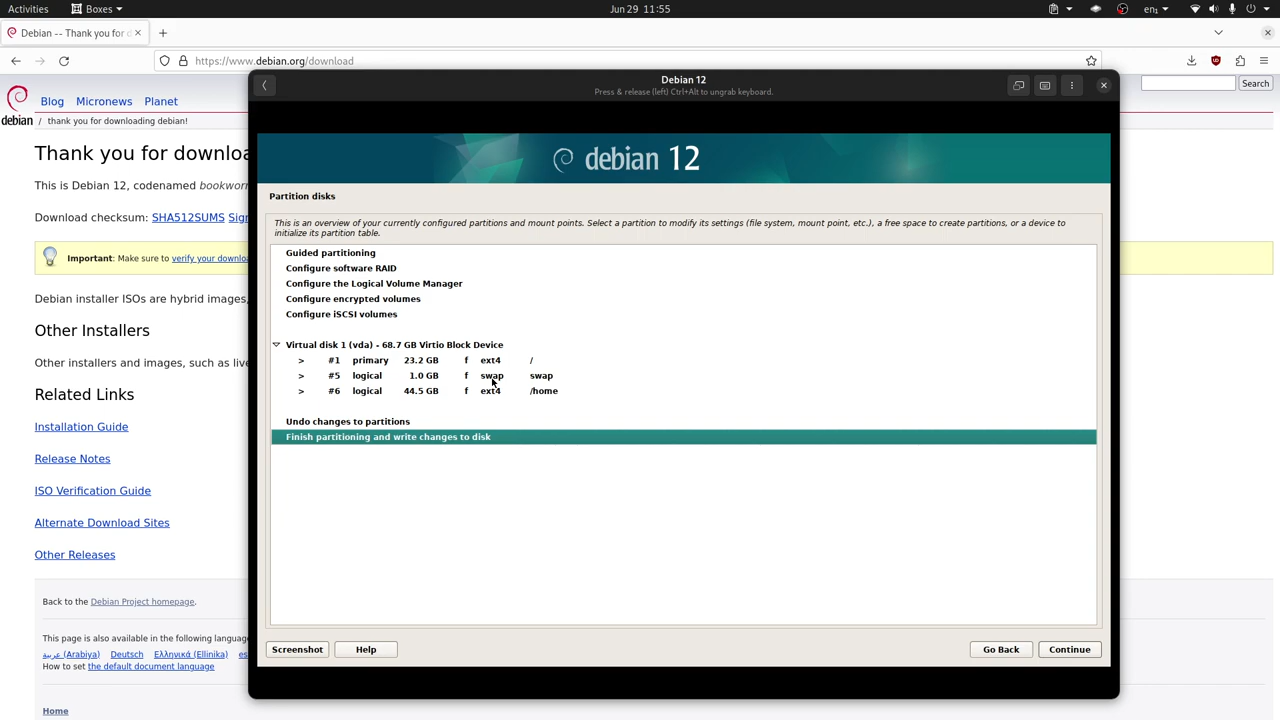 Activities Boxes Jun 29 11:55 en₁
Debian -- Thank you for d
https://www.debian.org/download
Debian 12
Press & release (left) Ctrl+Alt to ungrab keyboard.
debian
Blog Micronews Planet
Search
/ thank you for downloading debian!
Thank you for downloa
This is Debian 12, codenamed bookwor
Download checksum: SHA512SUMS Sign
Important: Make sure to verify your downloa
Debian installer ISOs are hybrid images,
Other Installers
Other installers and images, such as live
Related Links
Installation Guide
Release Notes
ISO Verification Guide
Alternate Download Sites
Other Releases
Back to the Debian Project homepage.
This page is also available in the following language
عربية (Arabiya) Deutsch Ελληνικά (Ellinika) es
How to set the default document language
Home
debian 12
Partition disks
This is an overview of your currently configured partitions and mount points. Select a partition to modify its settings (file system, mount point, etc.), a free space to create partitions, or a device to
initialize its partition table.
Guided partitioning
Configure software RAID
Configure the Logical Volume Manager
Configure encrypted volumes
Configure iSCSI volumes
Virtual disk 1 (vda) - 68.7 GB Virtio Block Device
> #1 primary 23.2 GB f ext4 /
> #5 logical 1.0 GB f swap swap
> #6 logical 44.5 GB f ext4 /home
Undo changes to partitions
Finish partitioning and write changes to disk
Screenshot Help Go Back Continue